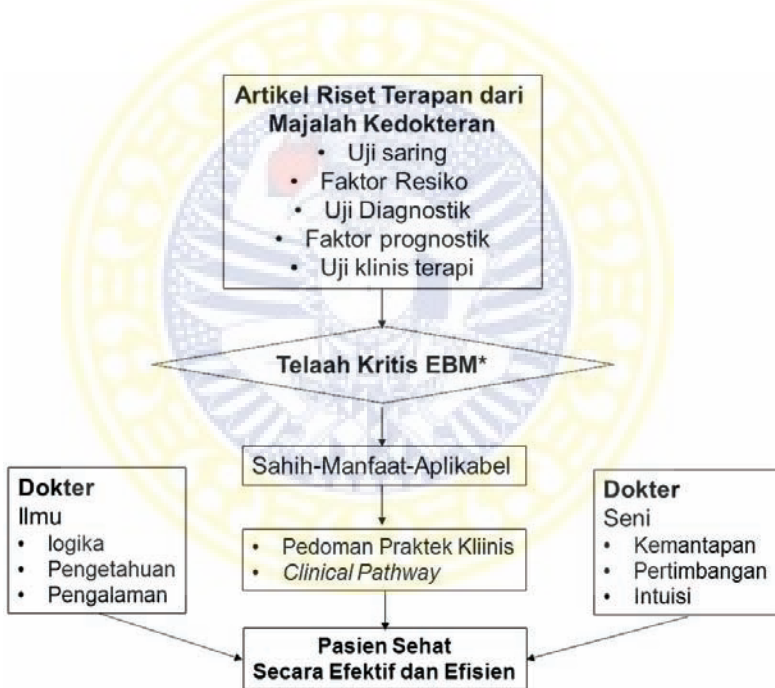 Artikel Riset Terapan dari
Majalah Kedokteran
• Uji saring
• Faktor Resiko
• Uji Diagnostik
• Faktor prognostik
• Uji klinis terapi
Telaah Kritis EBM*
Sahih-Manfaat-Aplikabel
Dokter
Ilmu
• logika
• Pengetahuan
• Pengalaman
• Pedoman Praktek Kliinis
• Clinical Pathway
Dokter
Seni
• Kemantapan
• Pertimbangan
• Intuisi
Pasien Sehat
Secara Efektif dan Efisien